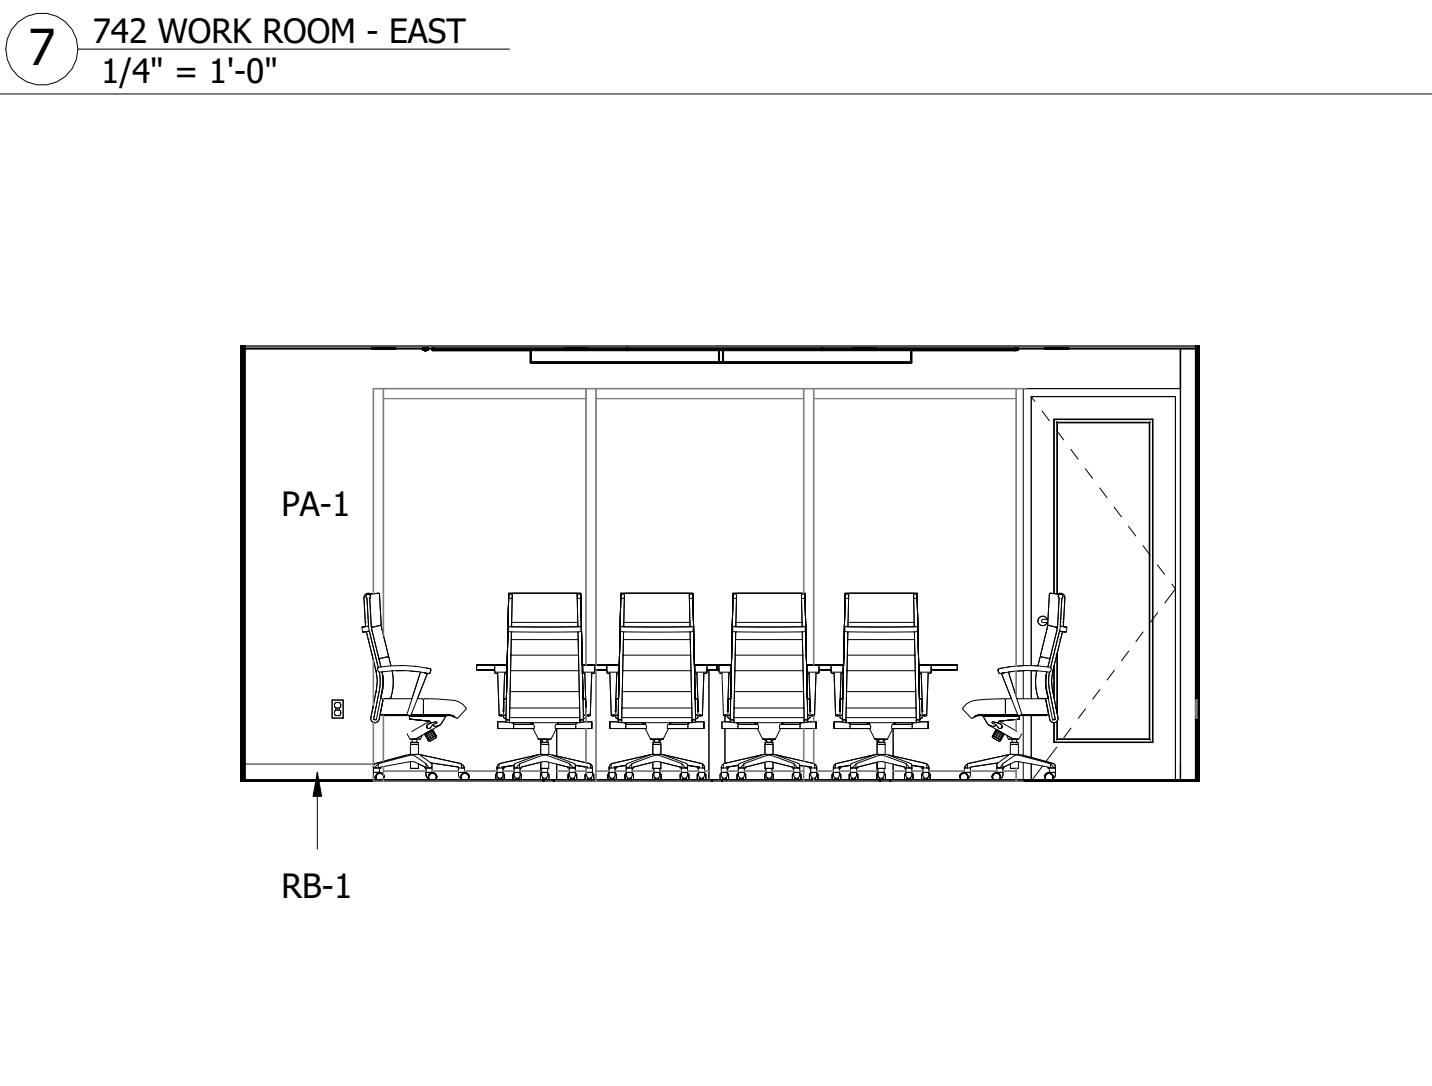 7
742 WORK ROOM - EAST
1/4" = 1'-0"
PA-1
RB-1